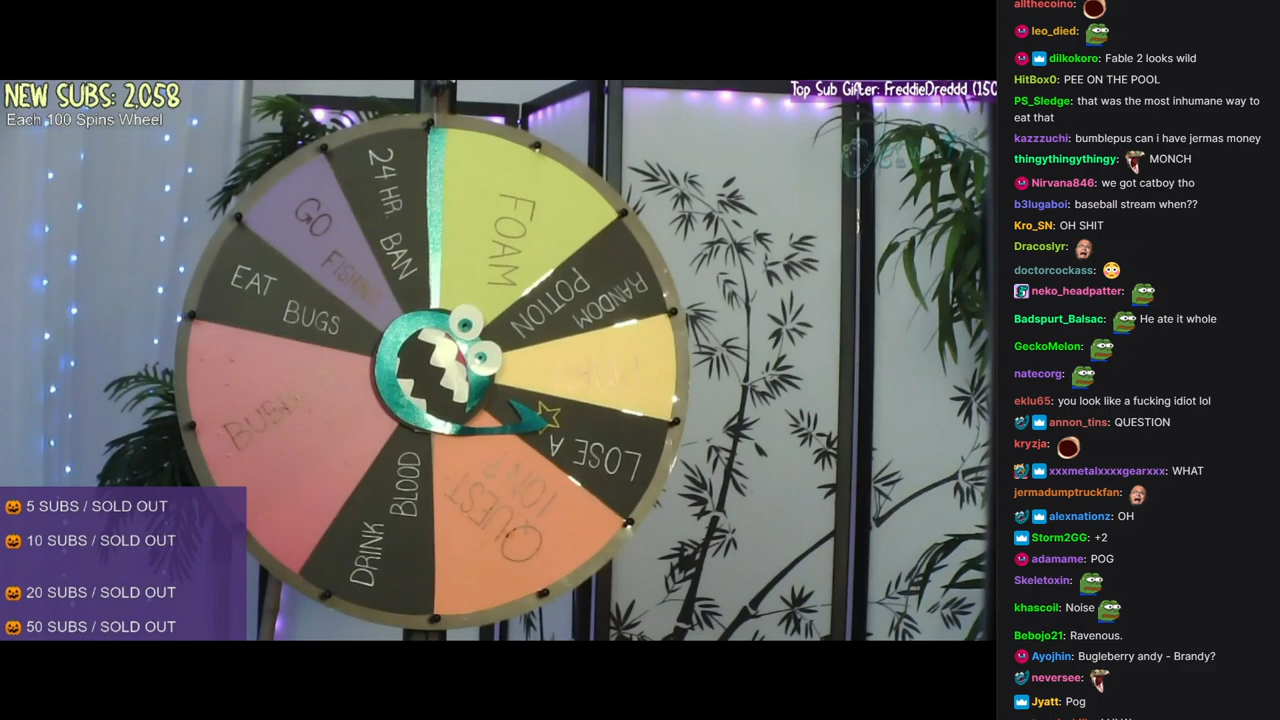 NEW SUBS: 2,058
Each 100 Spins Wheel
Top Sub Gifter: FreddieDreddd (150
24 HR. BAN
FOAM
RANDOM
POTION
LOSE A
QUEST
101?
DRINK
BLOOD
EAT
BUGS
GO
FISHING
5 SUBS / SOLD OUT
10 SUBS / SOLD OUT
20 SUBS / SOLD OUT
50 SUBS / SOLD OUT
allthecoino:
leo_died:
dilkokoro: Fable 2 looks wild
HitBox0: PEE ON THE POOL
PS_Sledge: that was the most inhumane way to
eat that
kazzzuchi: bumblepus can i have jermas money
thingythingythingy: MONCH
Nirvana846: we got catboy tho
b3lugaboi: baseball stream when??
Kro_SN: OH SHIT
Dracoslyr:
doctorcockass:
neko_headpatter:
Badspurt_Balsac: He ate it whole
GeckoMelon:
natecorg:
eklu65: you look like a fucking idiot lol
annon_tins: QUESTION
kryzja:
xxxmetalxxxxgearxxx: WHAT
jermadumptruckfan:
alexnationz: OH
Storm2GG: +2
adamame: POG
Skeletoxin:
khascoil: Noise
Bebojo21: Ravenous.
Ayojhin: Bugleberry andy - Brandy?
neversee:
Jyatt: Pog